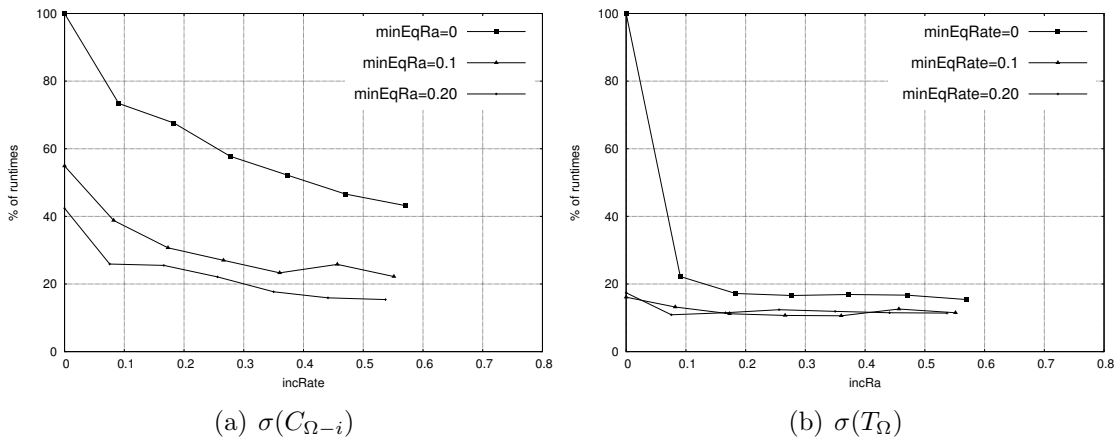 100
80
60
40
20
0
% of runtimes
minEqRa=0
minEqRa=0.1
minEqRa=0.20
0 0.1 0.2 0.3 0.4 0.5 0.6 0.7 0.8
incRate
(a) σ(C_{Ω−i})
100
80
60
40
20
0
% of runtimes
minEqRate=0
minEqRate=0.1
minEqRate=0.20
0 0.1 0.2 0.3 0.4 0.5 0.6 0.7 0.8
incRa
(b) σ(T_Ω)